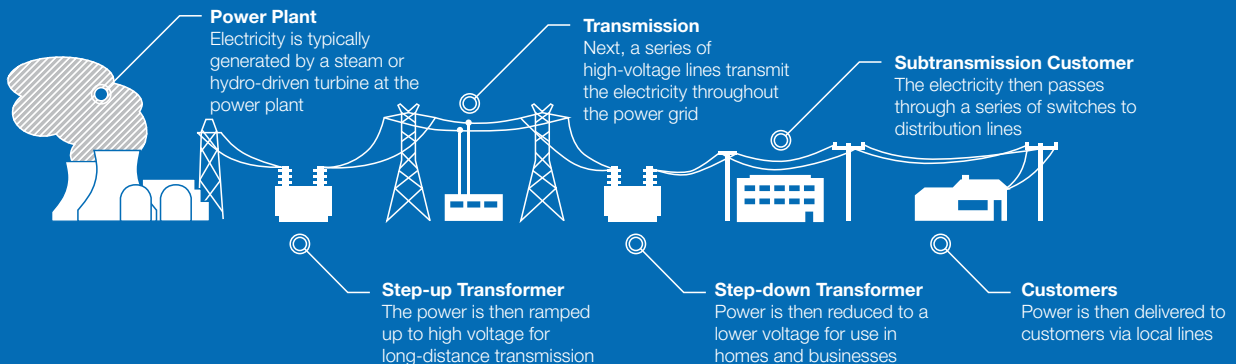 Power Plant
Electricity is typically
generated by a steam or
hydro-driven turbine at the
power plant
Step-up Transformer
The power is then ramped
up to high voltage for
long-distance transmission
Transmission
Next, a series of
high-voltage lines transmit
the electricity throughout
the power grid
Step-down Transformer
Power is then reduced to a
lower voltage for use in
homes and businesses
Subtransmission Customer
The electricity then passes
through a series of switches to
distribution lines
Customers
Power is then delivered to
customers via local lines